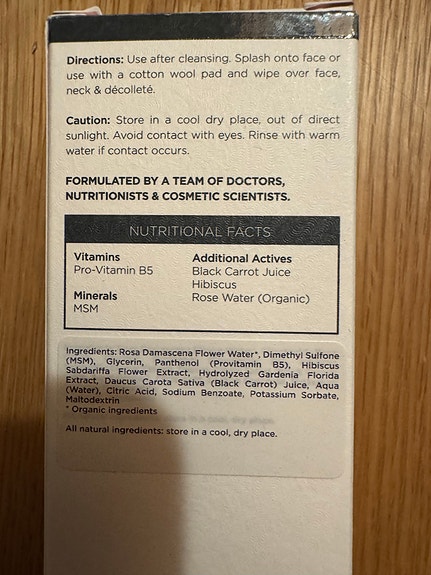 Directions: Use after cleansing. Splash onto face or
use with a cotton wool pad and wipe over face,
neck & décolleté.
Caution: Store in a cool dry place, out of direct
sunlight. Avoid contact with eyes. Rinse with warm
water if contact occurs.
FORMULATED BY A TEAM OF DOCTORS,
NUTRITIONISTS & COSMETIC SCIENTISTS.
NUTRITIONAL FACTS
Vitamins
Pro-Vitamin B5
Minerals
MSM
Additional Actives
Black Carrot Juice
Hibiscus
Rose Water (Organic)
Ingredients: Rosa Damascena Flower Water*, Dimethyl Sulfone
(MSM), Glycerin, Panthenol (Provitamin B5), Hibiscus
Sabdariffa Flower Extract, Hydrolyzed Gardenia Florida
Extract, Daucus Carota Sativa (Black Carrot) Juice, Aqua
(Water), Citric Acid, Sodium Benzoate, Potassium Sorbate,
Maltodextrin
* Organic ingredients
All natural ingredients: store in a cool, dry place.